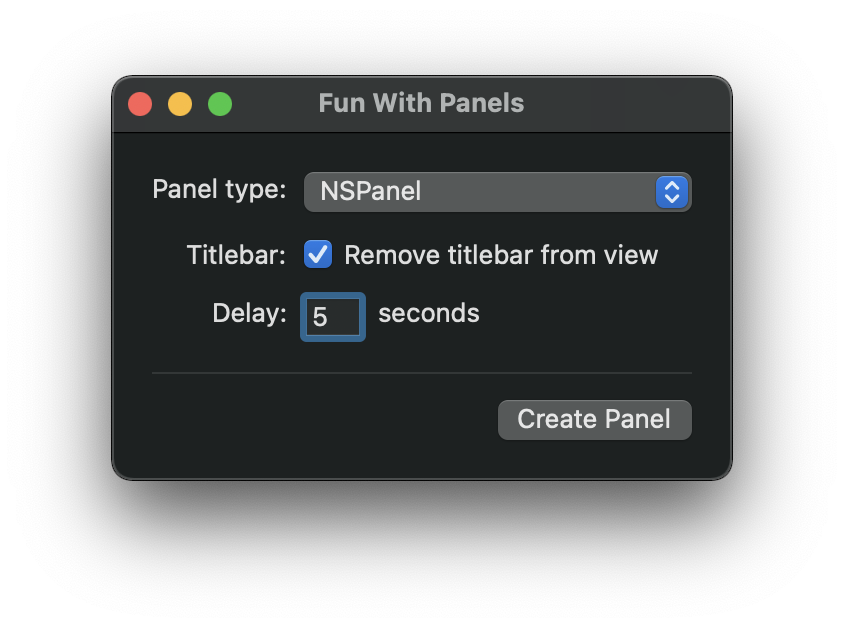 Fun With Panels
Panel type: NSPanel
Titlebar: Remove titlebar from view
Delay: 5 seconds
Create Panel